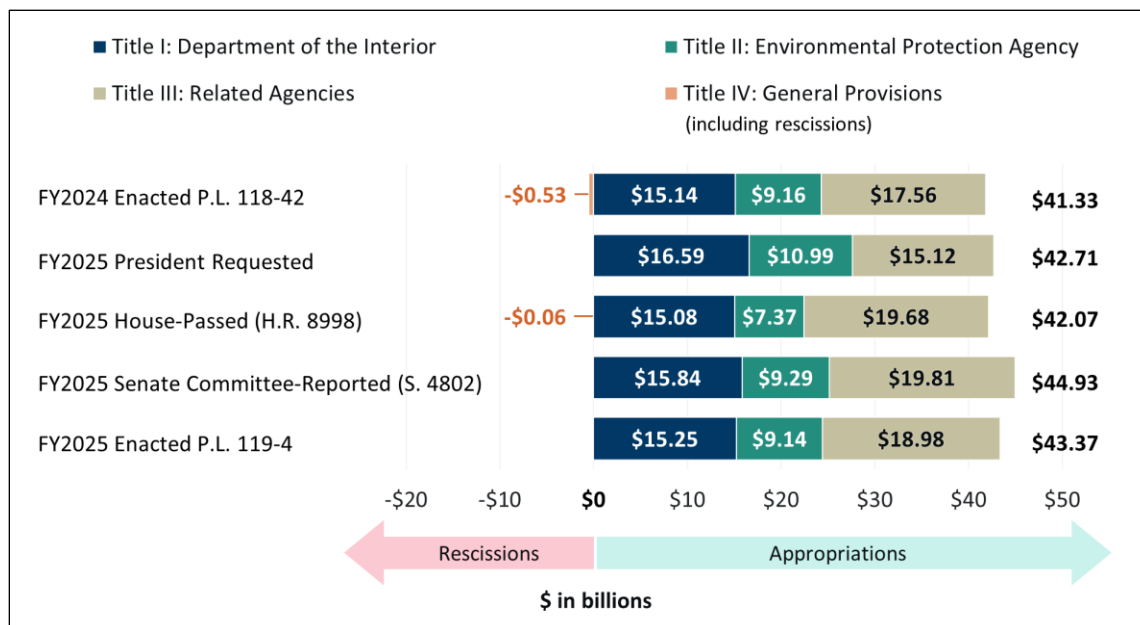 Title I: Department of the Interior
Title II: Environmental Protection Agency
Title III: Related Agencies
Title IV: General Provisions
(including rescissions)
FY2024 Enacted P.L. 118-42
-$0.53
$15.14
$9.16
$17.56
$41.33
FY2025 President Requested
$16.59
$10.99
$15.12
$42.71
FY2025 House-Passed (H.R. 8998)
-$0.06
$15.08
$7.37
$19.68
$42.07
FY2025 Senate Committee-Reported (S. 4802)
$15.84
$9.29
$19.81
$44.93
FY2025 Enacted P.L. 119-4
$15.25
$9.14
$18.98
$43.37
-$20
-$10
$0
$10
$20
$30
$40
$50
Rescissions
Appropriations
$ in billions